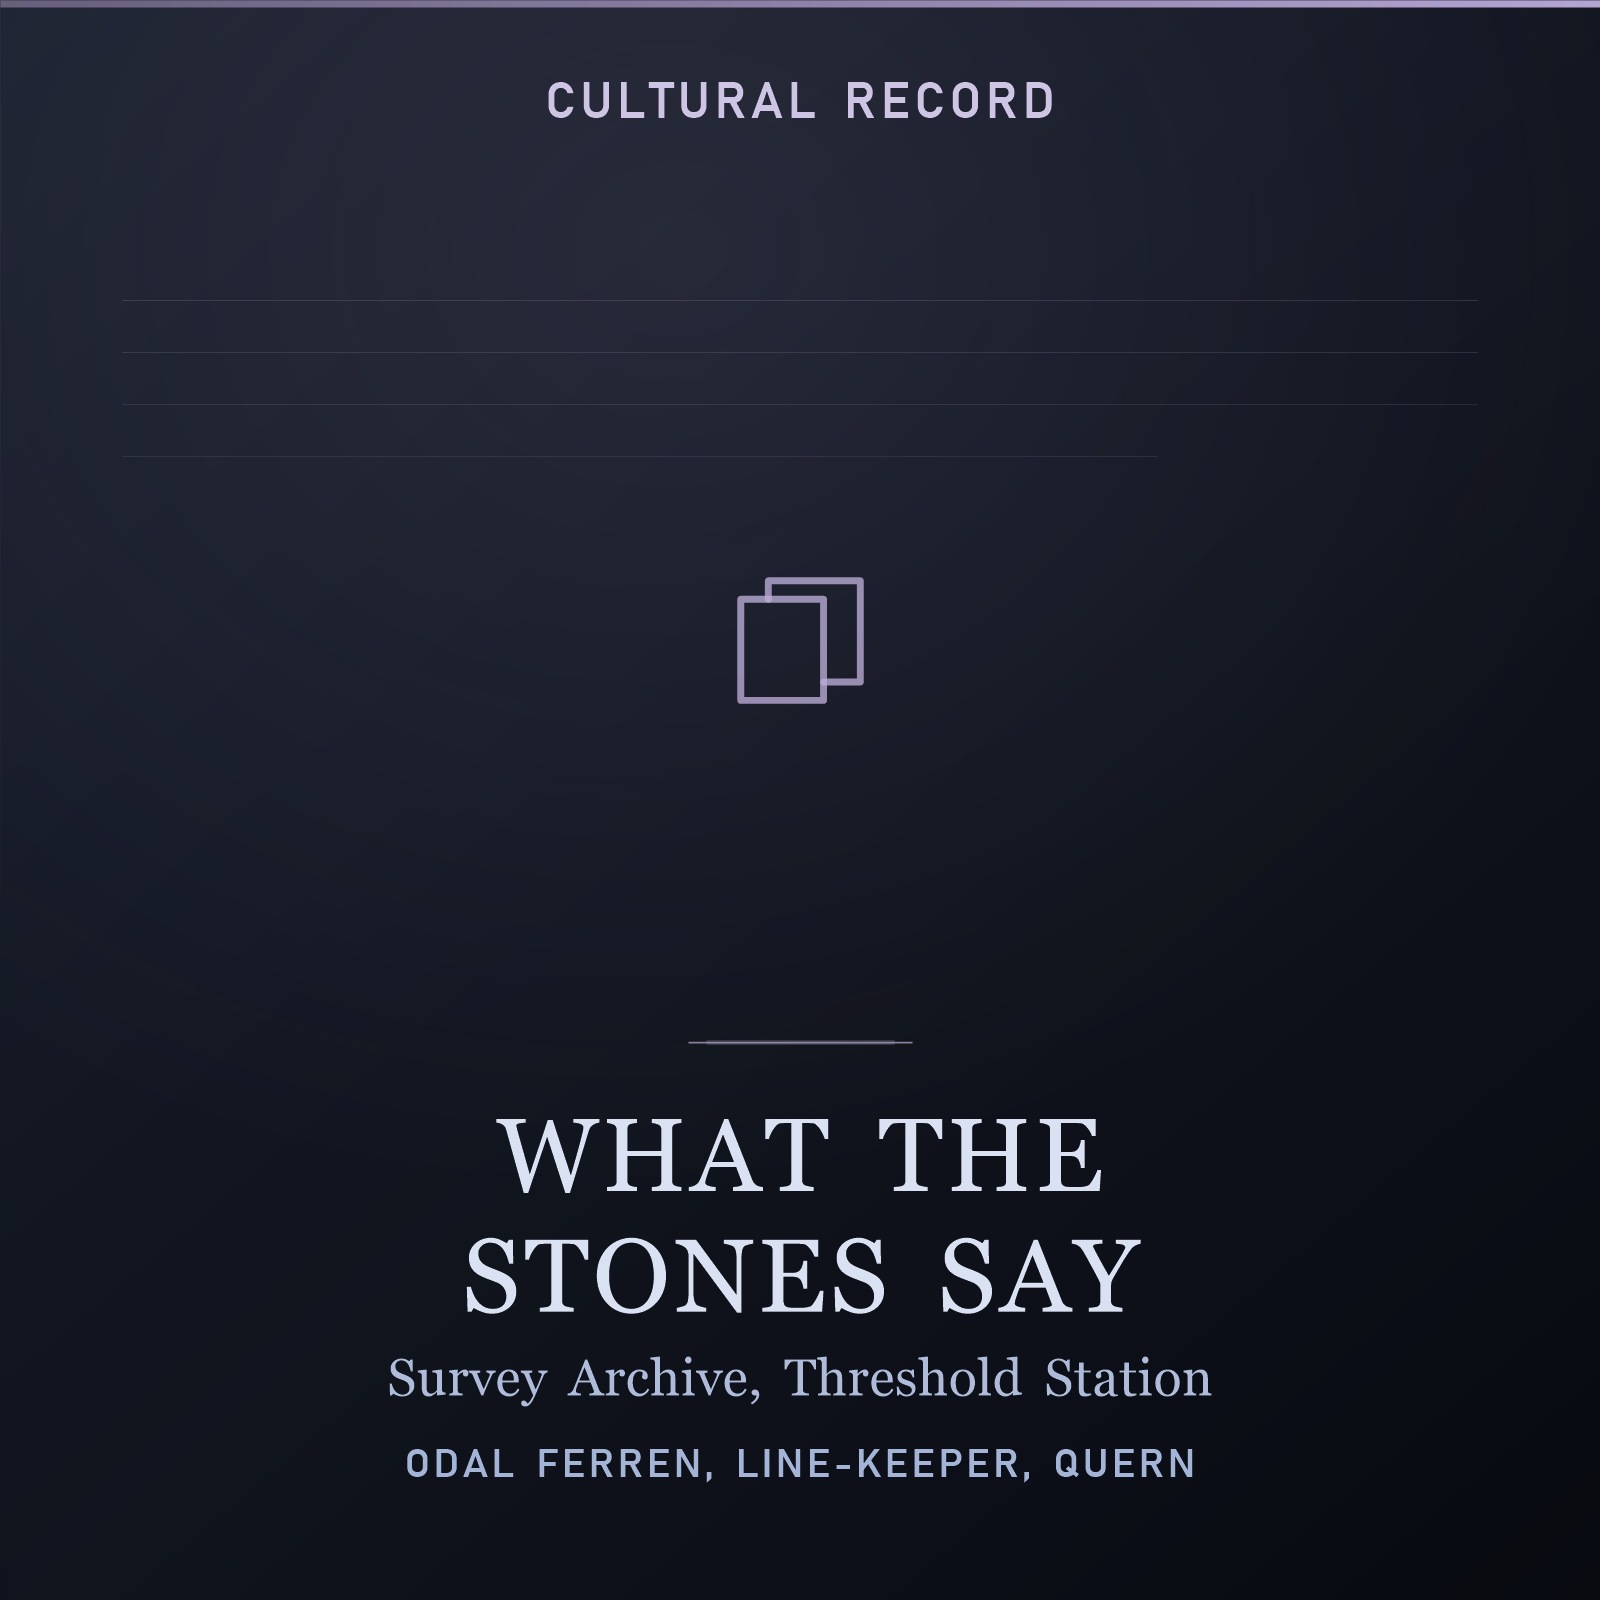 CULTURAL RECORD
WHAT THE
STONES SAY
Survey Archive, Threshold Station
ODAL FERREN, LINE-KEEPER, QUERN